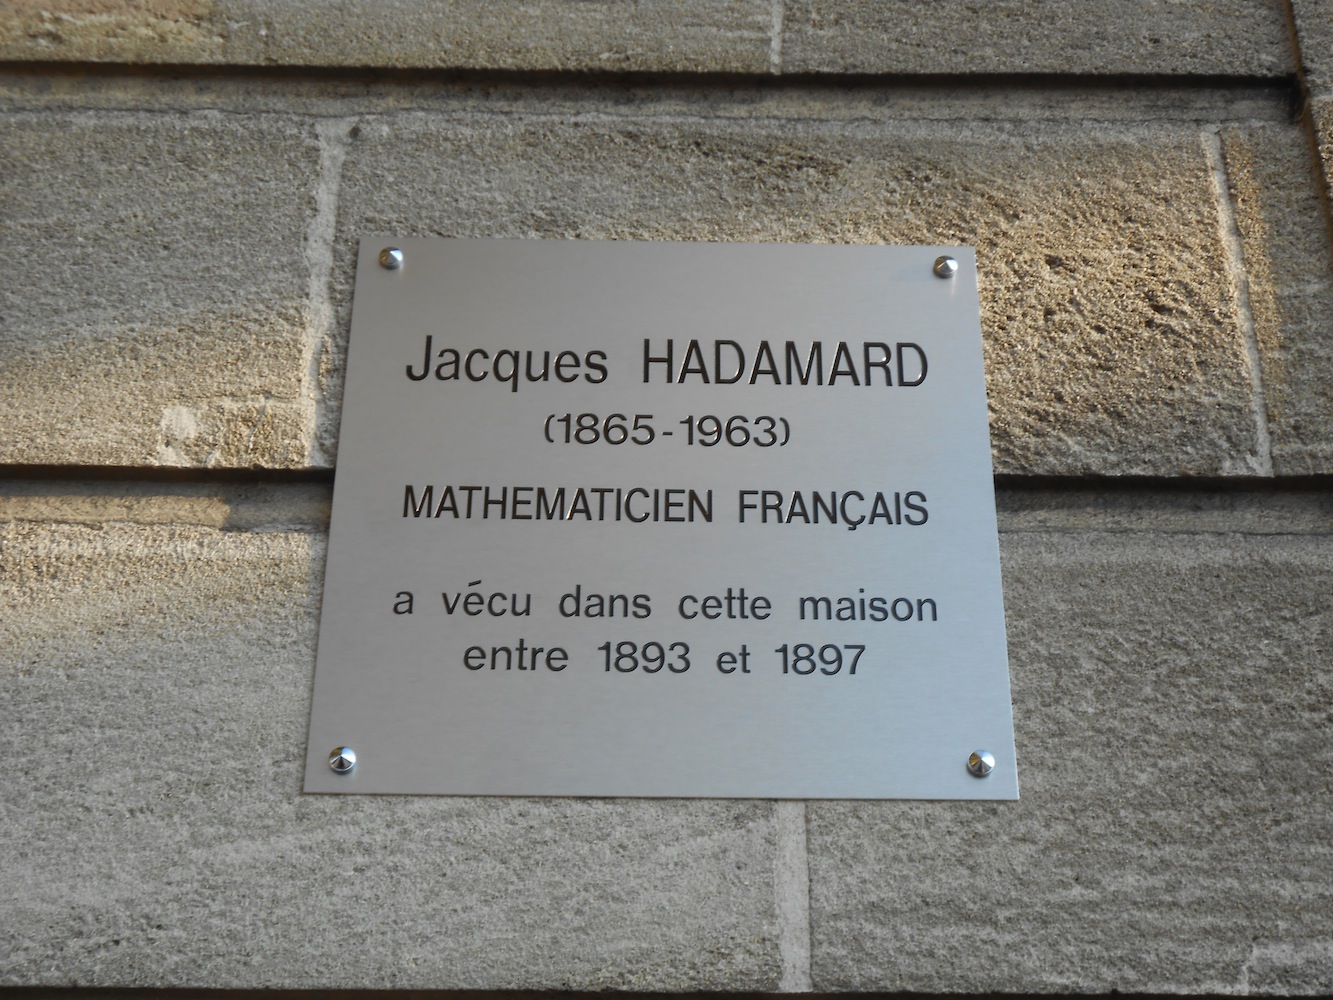 Jacques HADAMARD
(1865-1963)
MATHEMATICIEN FRANÇAIS
a vécu dans cette maison
entre 1893 et 1897